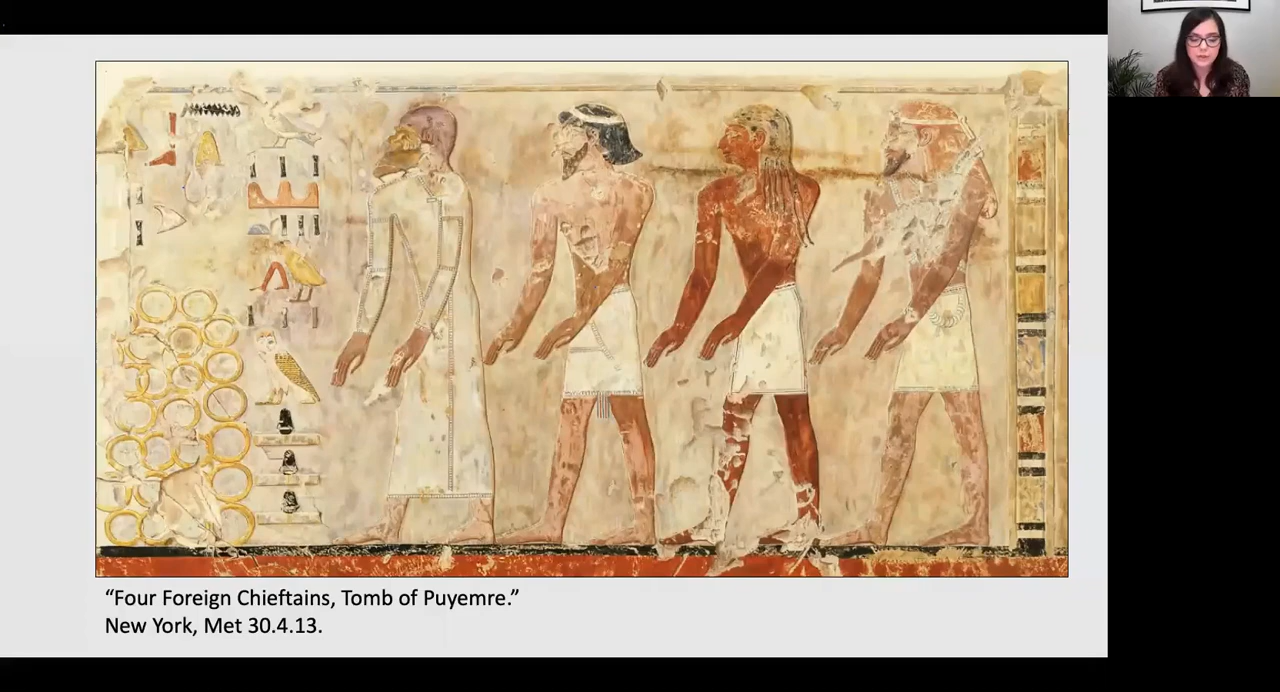 “Four Foreign Chieftains, Tomb of Puyemre.”
New York, Met 30.4.13.